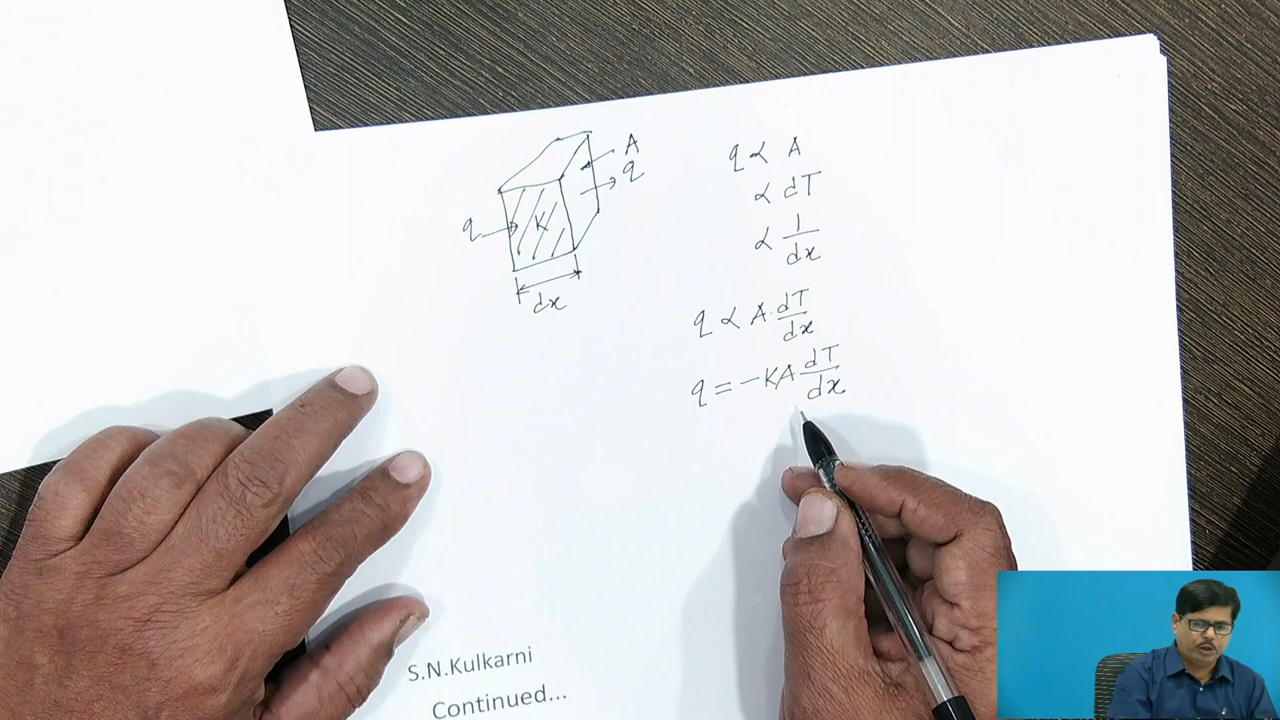 A
q
q
K
dx
q ∝ A
∝ dT
∝ 1/dx
q ∝ A·dT/dx
q = -KA dT/dx
S.N.Kulkarni
Continued...